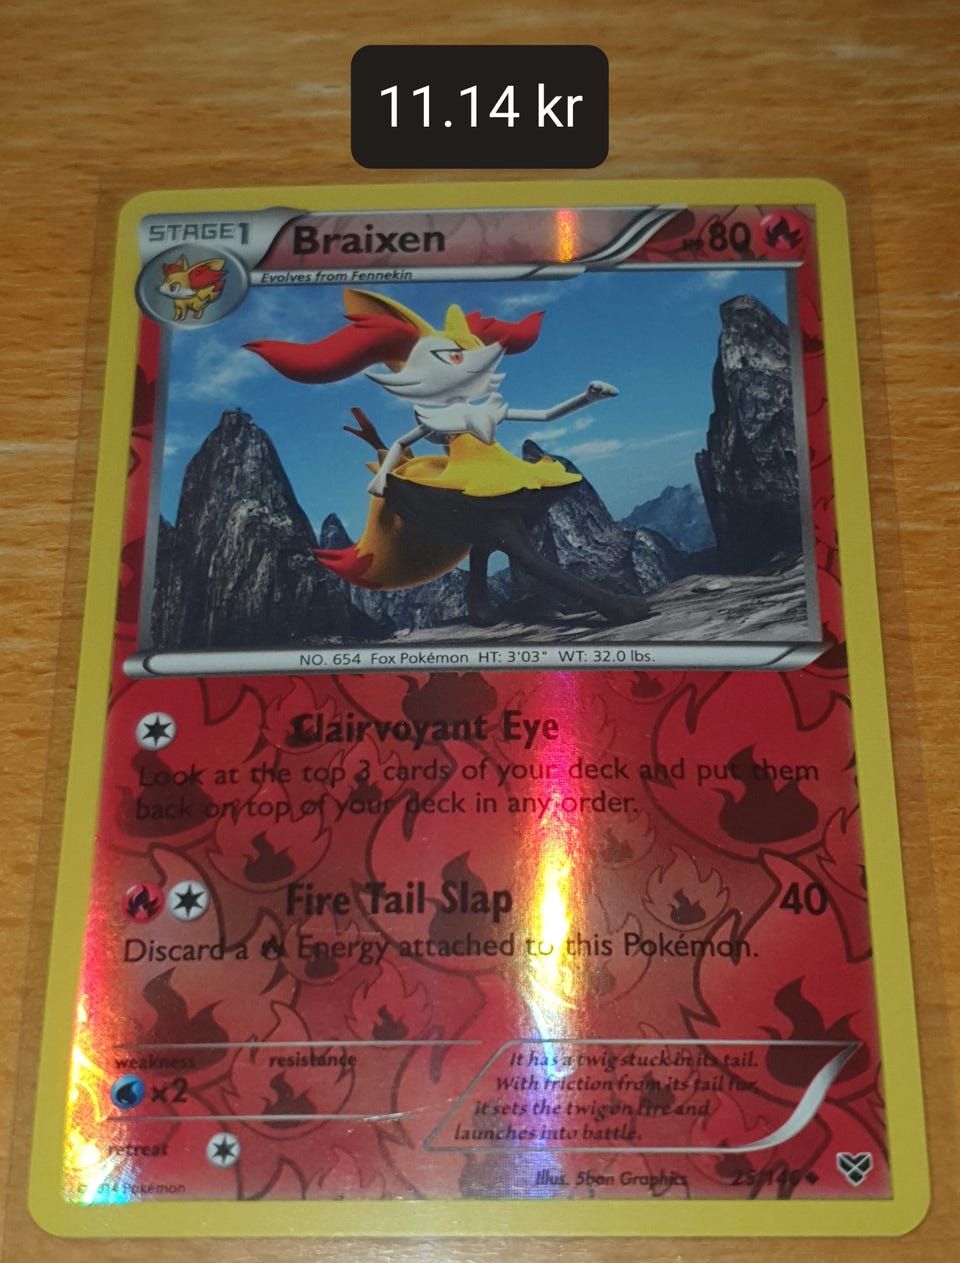 11.14 kr
STAGE1
Braixen
HP 80
Evolves from Fennekin
NO. 654 Fox Pokémon HT: 3'03" WT: 32.0 lbs.
Clairvoyant Eye
Look at the top 3 cards of your deck and put them
back on top of your deck in any order.
Fire Tail Slap 40
Discard a Energy attached to this Pokémon.
weakness resistance
×2
retreat
It has a twig stuck in its tail.
With friction from its tail fur,
it sets the twig on fire and
launches into battle.
Illus. 5ban Graphics 25/146
©2014 Pokémon